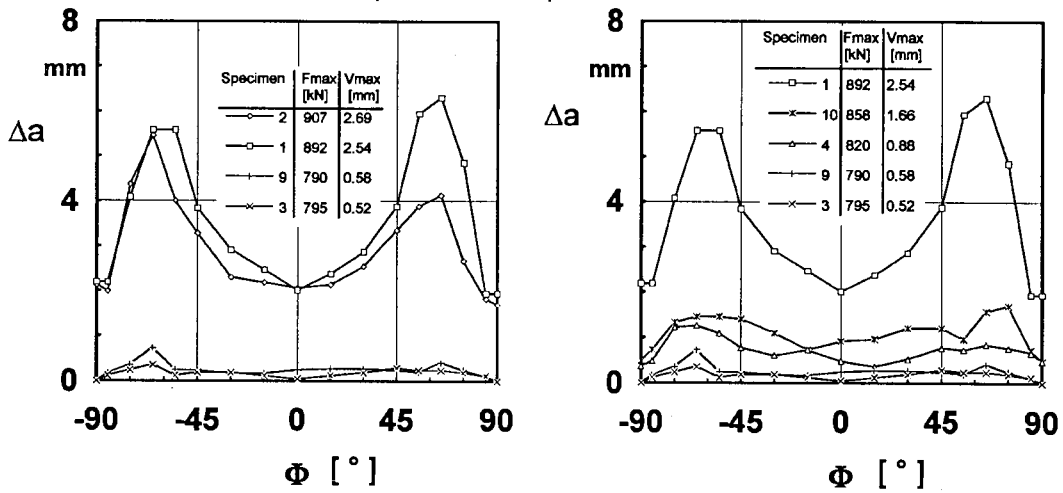 8
mm
Δa
4
0
-90 -45 0 45 90
Φ [ ° ]
Specimen Fmax [kN] Vmax [mm]
2 907 2.69
1 892 2.54
9 790 0.58
3 795 0.52
8
mm
Δa
4
0
-90 -45 0 45 90
Φ [ ° ]
Specimen Fmax [kN] Vmax [mm]
1 892 2.54
10 858 1.66
4 820 0.88
9 790 0.58
3 795 0.52